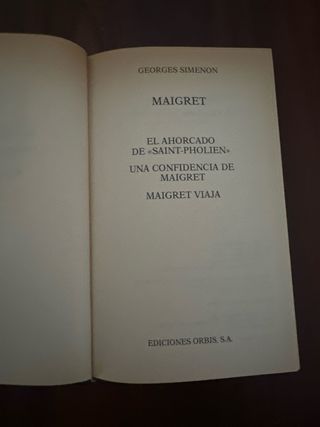 GEORGES SIMENON
MAIGRET
EL AHORCADO
DE «SAINT-PHOLIEN»
UNA CONFIDENCIA DE
MAIGRET
MAIGRET VIAJA
EDICIONES ORBIS, S.A.